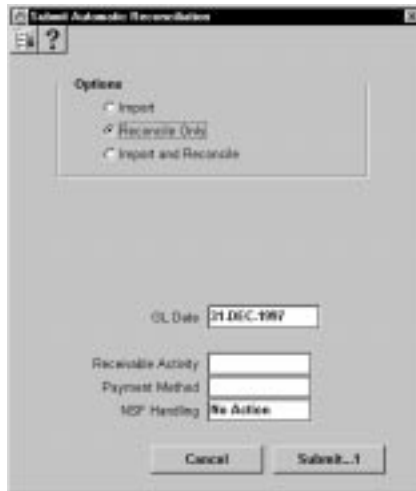 Submit Automatic Reconciliation
?
Options
Import
Reconcile Only
Import and Reconcile
GL Date 31-DEC-1997
Receivable Activity
Payment Method
NSF Handling No Action
Cancel Submit...1